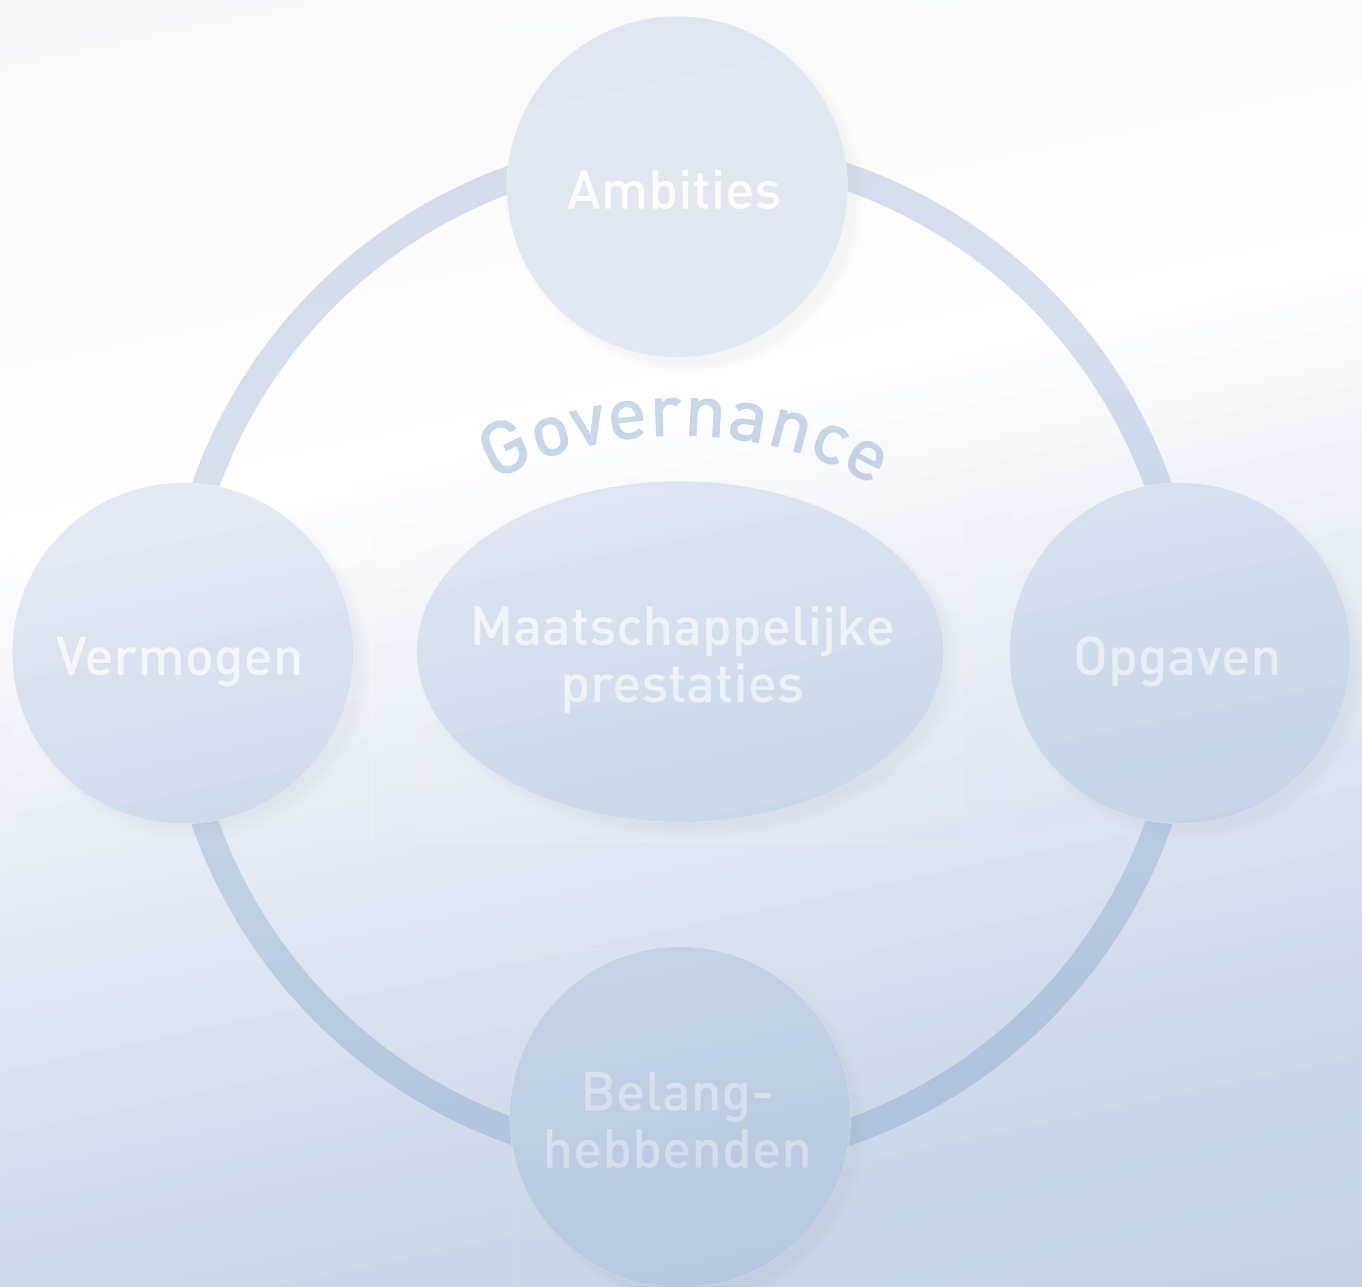 Ambities
Governance
Vermogen
Maatschappelijke
prestaties
Opgaven
Belang-
hebbenden